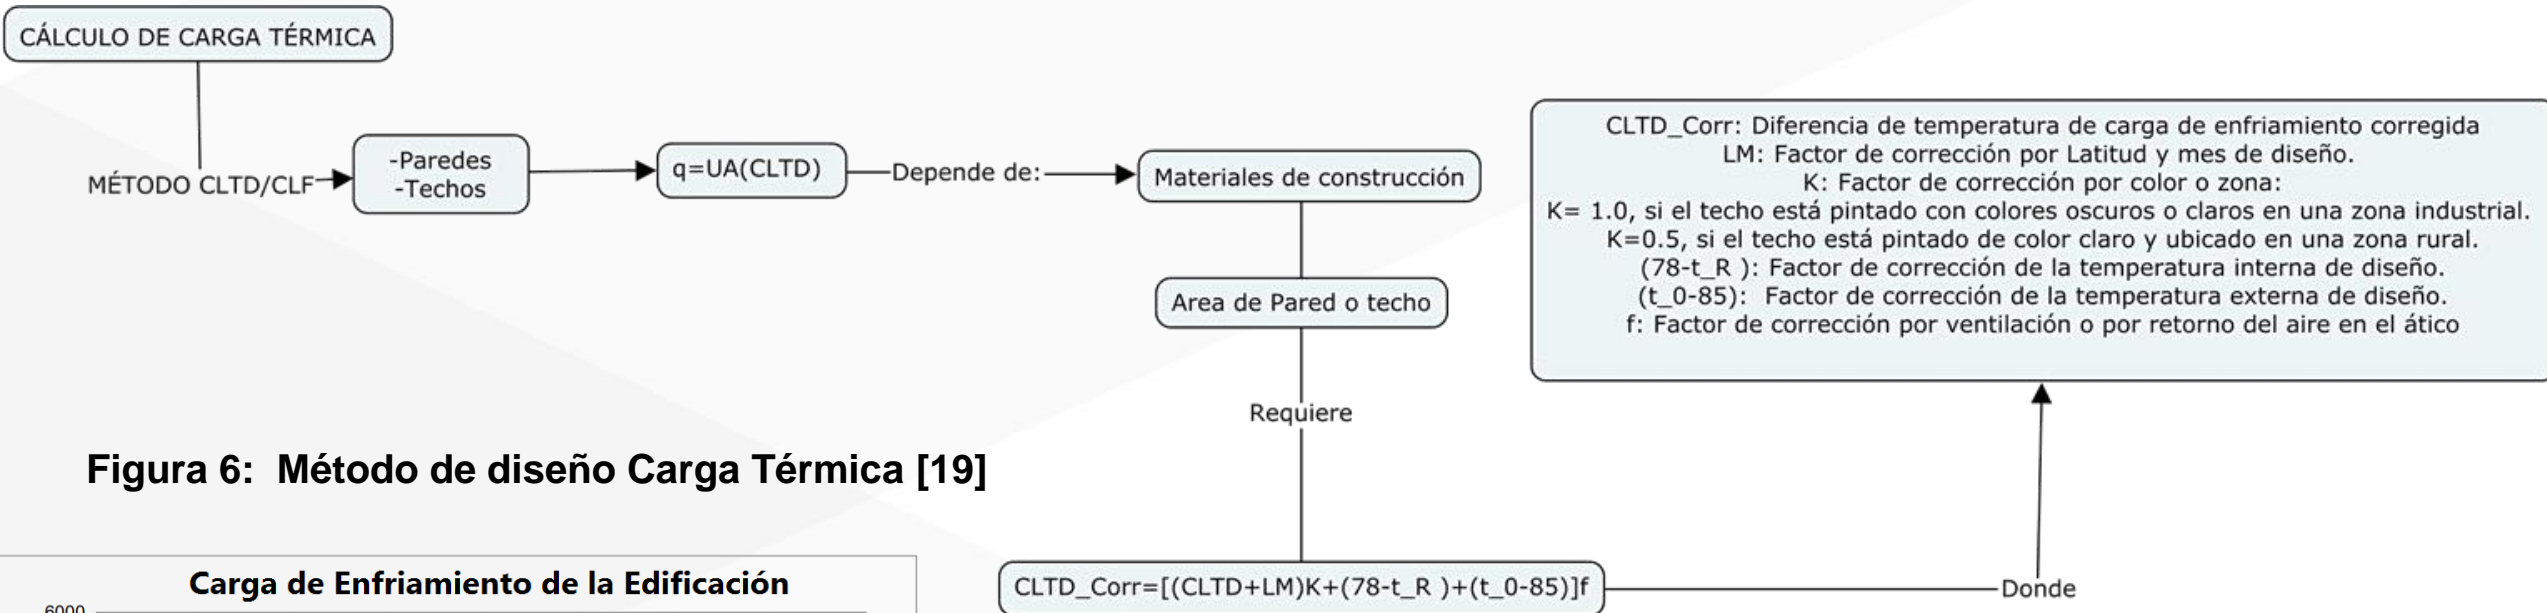 CÁLCULO DE CARGA TÉRMICA
MÉTODO CLTD/CLF
-Paredes
-Techos
q=UA(CLTD)
Depende de:
Materiales de construcción
Area de Pared o techo
Requiere
CLTD_Corr=[(CLTD+LM)K+(78-t_R )+(t_0-85)]f
Donde
CLTD_Corr: Diferencia de temperatura de carga de enfriamiento corregida
LM: Factor de corrección por Latitud y mes de diseño.
K: Factor de corrección por color o zona:
K= 1.0, si el techo está pintado con colores oscuros o claros en una zona industrial.
K=0.5, si el techo está pintado de color claro y ubicado en una zona rural.
(78-t_R ): Factor de corrección de la temperatura interna de diseño.
(t_0-85):  Factor de corrección de la temperatura externa de diseño.
f: Factor de corrección por ventilación o por retorno del aire en el ático
Figura 6:  Método de diseño Carga Térmica [19]
Carga de Enfriamiento de la Edificación
6000